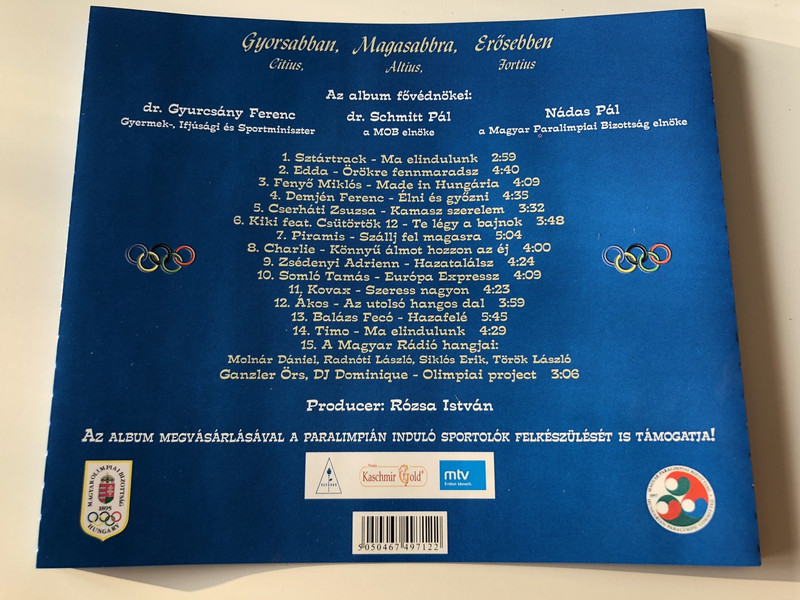 Gyorsabban, Magasabbra, Erősebben
Citius, Altius, Fortius
Az album fővédnökei:
dr. Gyurcsány Ferenc
Gyermek-, Ifjúsági és Sportminiszter
dr. Schmitt Pál
a MOB elnöke
Nádas Pál
a Magyar Paralimpiai Bizottság elnöke
1. Sztártrack - Ma elindulunk 2:59
2. Edda - Örökre fennmaradsz 4:40
3. Fenyő Miklós - Made in Hungária 4:09
4. Demjén Ferenc - Élni és győzni 4:35
5. Cserháti Zsuzsa - Kamasz szerelem 3:32
6. Kiki feat. Csütörtök 12 - Te légy a bajnok 3:48
7. Piramis - Szállj fel magasra 5:04
8. Charlie - Könnyű álmot hozzon az éj 4:00
9. Zsédenyi Adrienn - Hazatalálsz 4:24
10. Somló Tamás - Európa Expressz 4:09
11. Kovax - Szeress nagyon 4:23
12. Ákos - Az utolsó hangos dal 3:59
13. Balázs Fecó - Hazafelé 5:45
14. Timo - Ma elindulunk 4:29
15. A Magyar Rádió hangjai:
Molnár Dániel, Radnóti László, Siklós Erik, Török László
Ganzler Örs, DJ Dominique - Olimpiai project 3:06
Producer: Rózsa István
Az album megvásárlásával a paralimpián induló sportolók felkészülését is támogatja!
Kaschmir Gold
mtv
MAGYAR OLIMPIAI BIZOTTSÁG
1895
HUNGARY
5 050467 497122